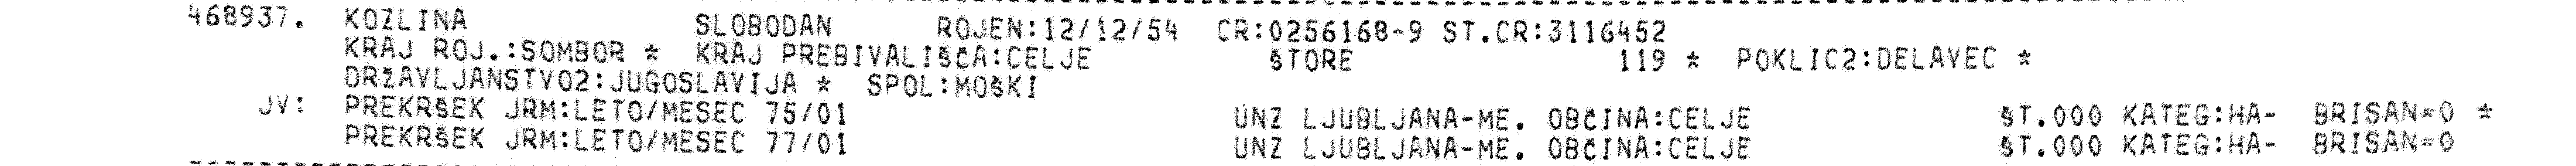 468937. KOZLINA SLOBODAN ROJEN:12/12/54 CR:0256168-9 ST.CR:3116452
KRAJ ROJ.:SOMBOR * KRAJ PREBIVALIŠČA:CELJE ŠTORE 119 * POKLIC2:DELAVEC *
DRŽAVLJANSTVO2:JUGOSLAVIJA * SPOL:MOŠKI
JV: PREKRŠEK JRM:LETO/MESEC 75/01 UNZ LJUBLJANA-ME. OBČINA:CELJE ŠT.000 KATEG:HA- BRISAN=0 *
PREKRŠEK JRM:LETO/MESEC 77/01 UNZ LJUBLJANA-ME. OBČINA:CELJE ŠT.000 KATEG:HA- BRISAN=0